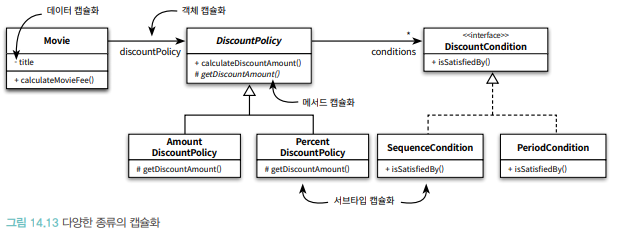 데이터 캡슐화
객체 캡슐화
Movie
- title
+ calculateMovieFee()
discountPolicy
DiscountPolicy
+ calculateDiscountAmount()
# getDiscountAmount()
*
conditions
<<interface>>
DiscountCondition
+ isSatisfiedBy()
메서드 캡슐화
Amount
DiscountPolicy
# getDiscountAmount()
Percent
DiscountPolicy
# getDiscountAmount()
SequenceCondition
+ isSatisfiedBy()
PeriodCondition
+ isSatisfiedBy()
서브타입 캡슐화
그림 14.13 다양한 종류의 캡슐화